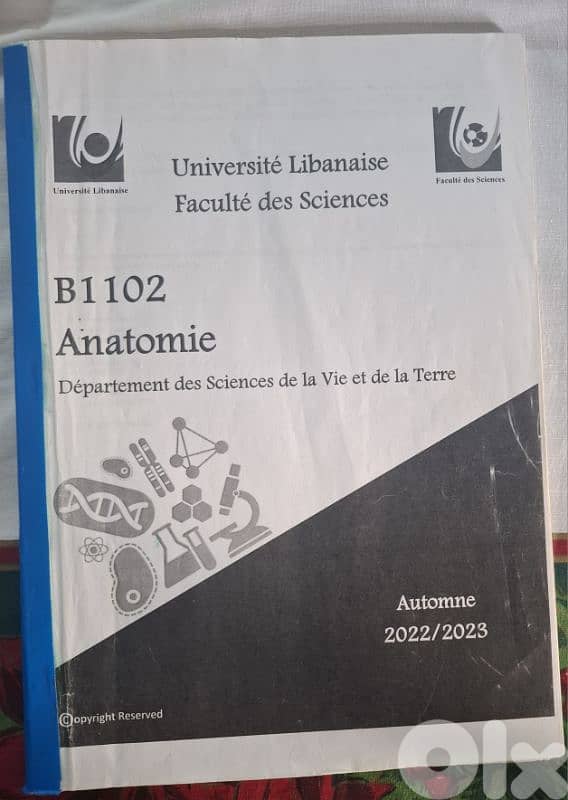 Université Libanaise
Faculté des Sciences
Université Libanaise
Faculté des Sciences
B1102
Anatomie
Département des Sciences de la Vie et de la Terre
Automne
2022/2023
©opyright Reserved
olx